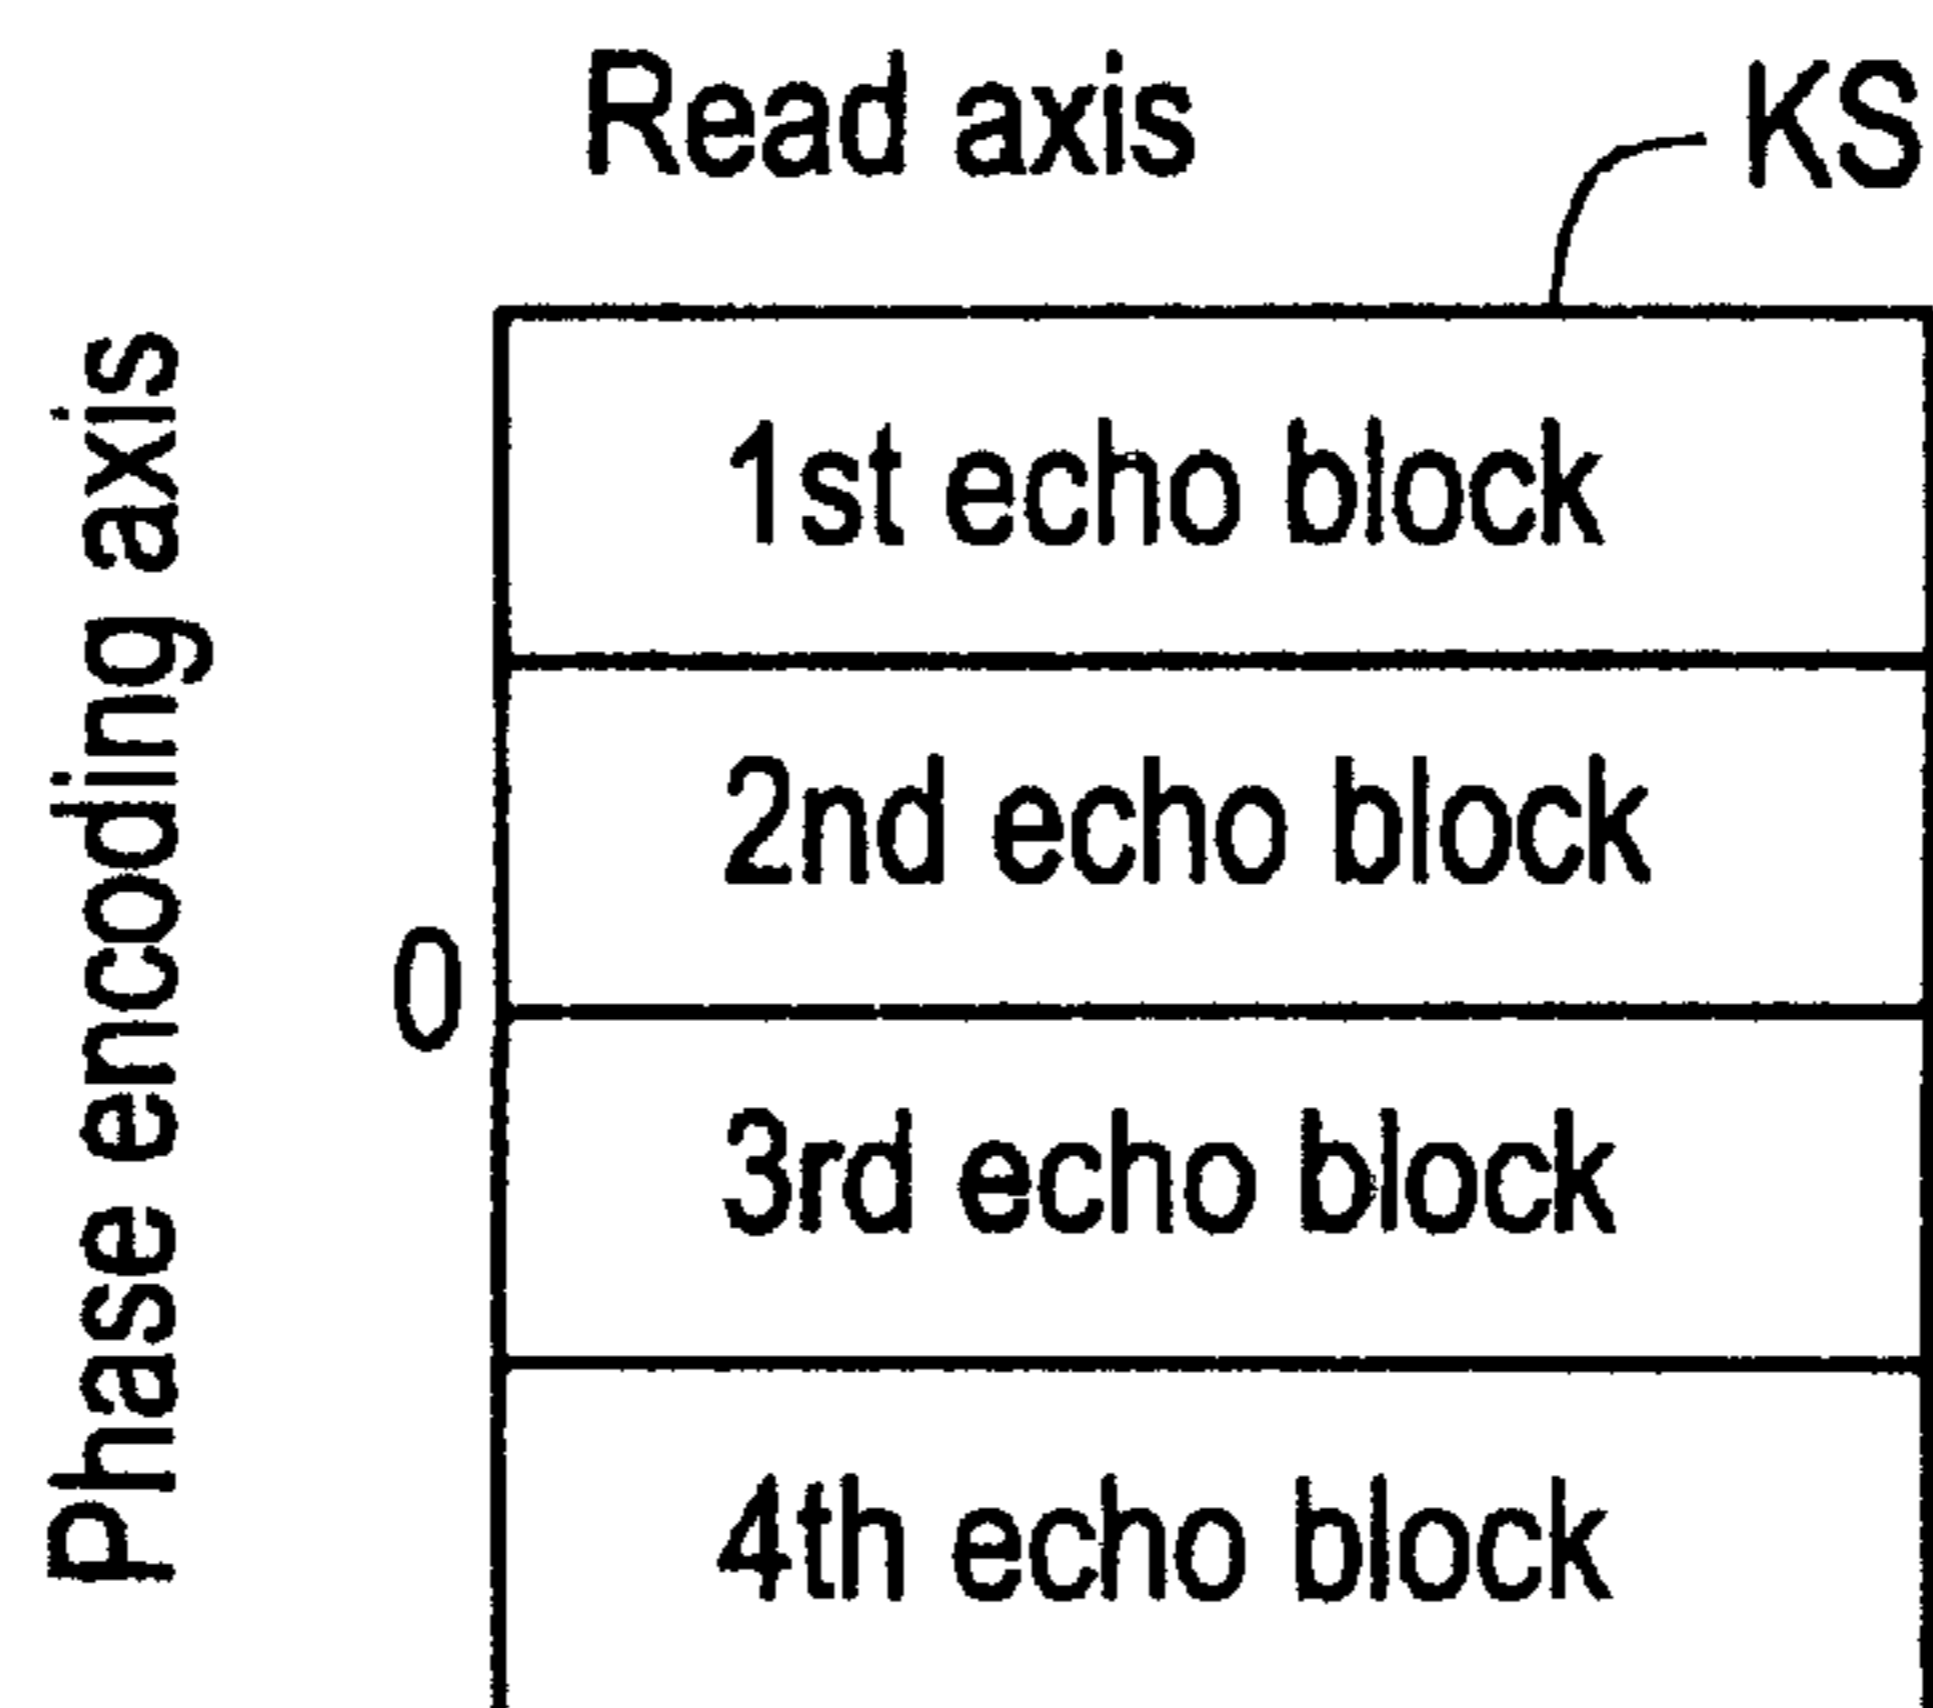 Read axis
KS
Phase encoding axis
1st echo block
2nd echo block
0
3rd echo block
4th echo block